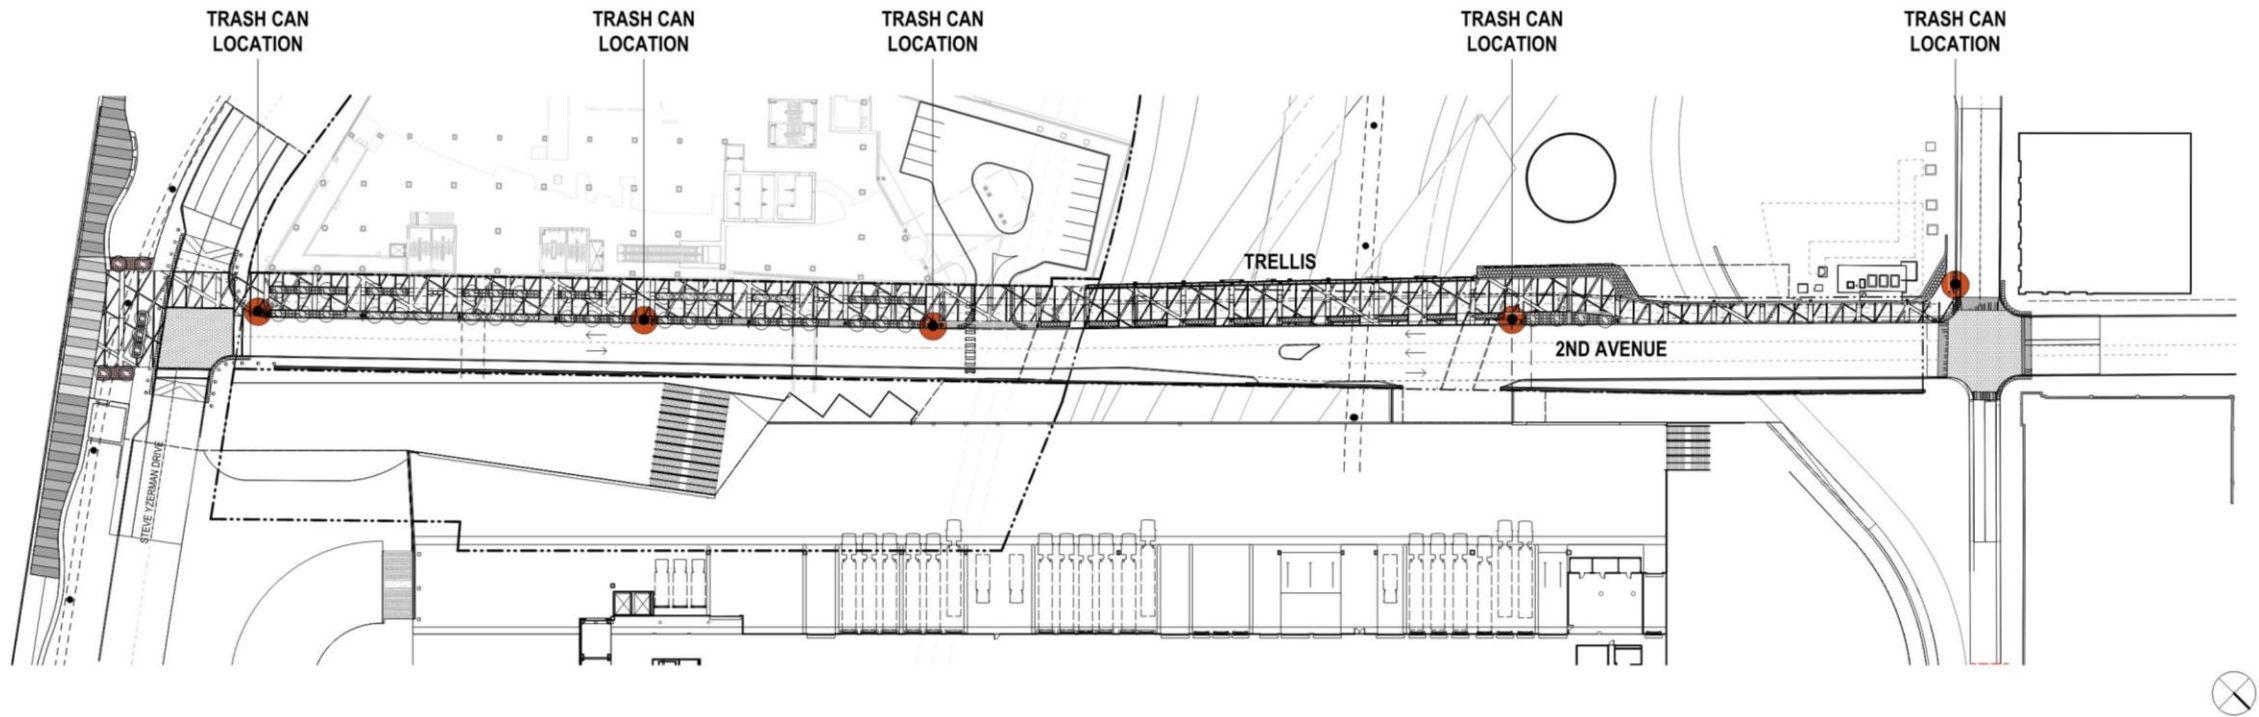 TRASH CAN
LOCATION
TRASH CAN
LOCATION
TRASH CAN
LOCATION
TRASH CAN
LOCATION
TRASH CAN
LOCATION
TRELLIS
2ND AVENUE
STEVE YZERMAN DRIVE